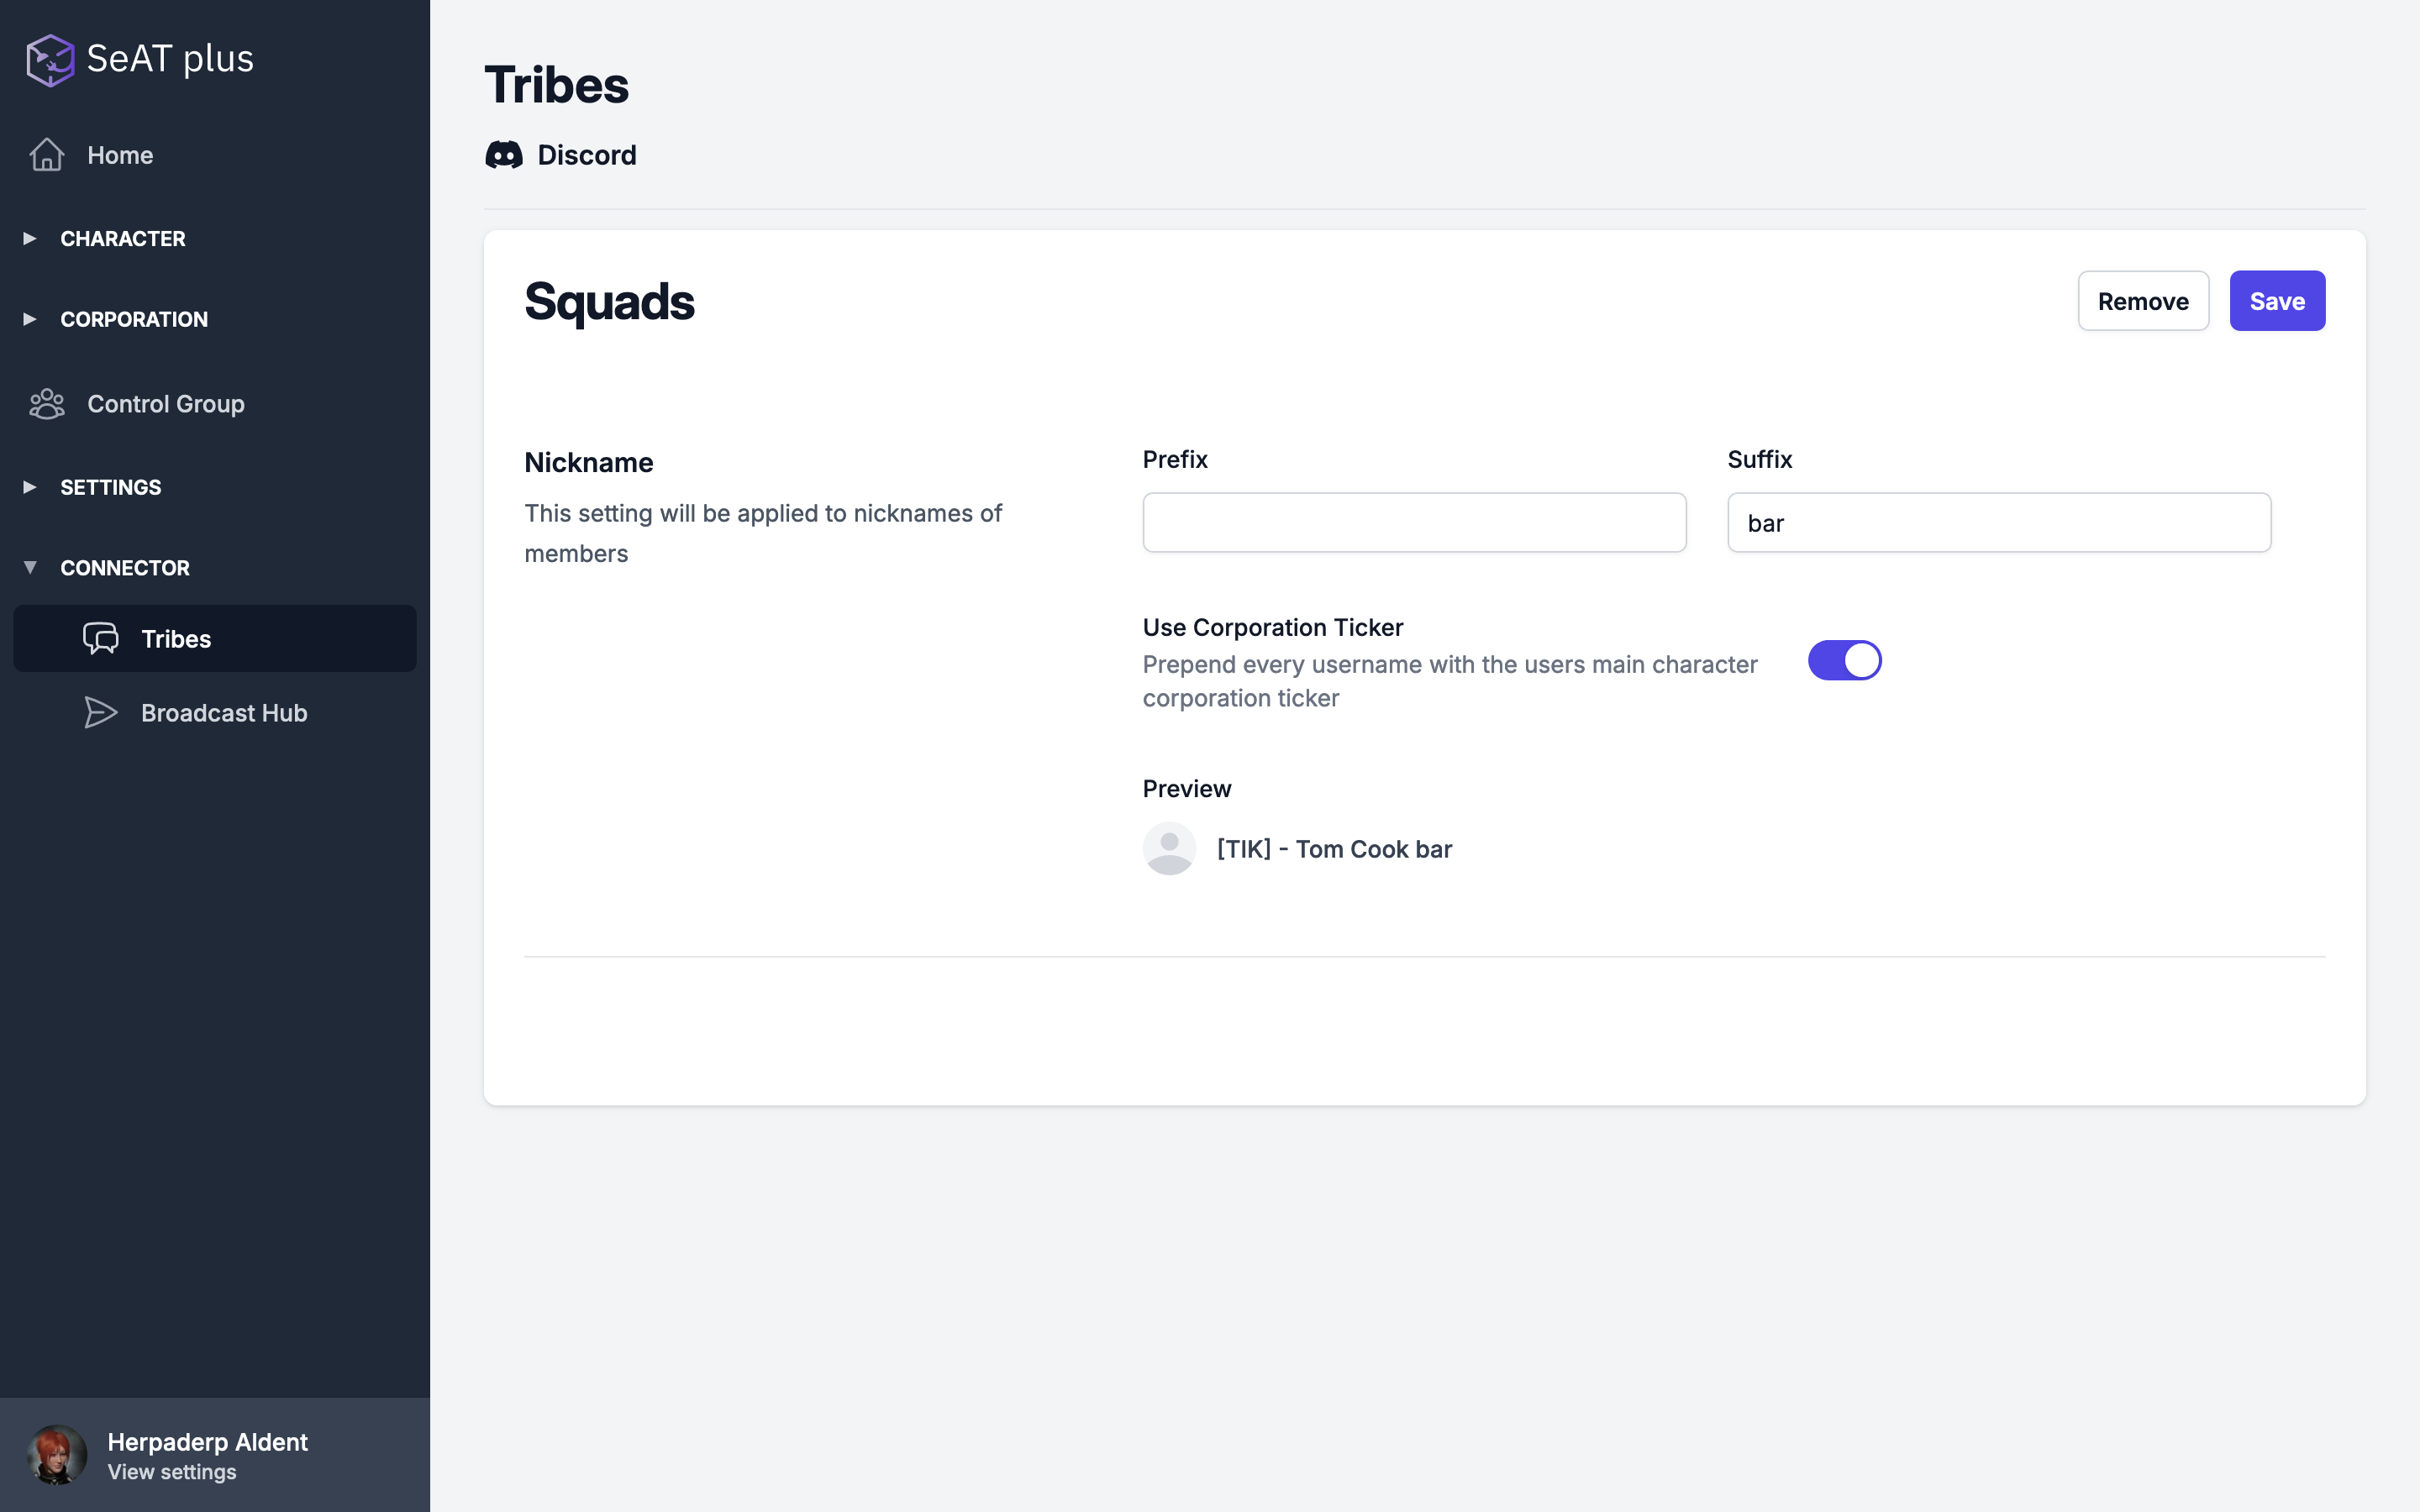 SeAT plus
Home
CHARACTER
CORPORATION
Control Group
SETTINGS
CONNECTOR
Tribes
Broadcast Hub
Herpaderp Aldent
View settings
Tribes
Discord
Squads
Remove
Save
Nickname
This setting will be applied to nicknames of
members
Prefix
Suffix
bar
Use Corporation Ticker
Prepend every username with the users main character
corporation ticker
Preview
[TIK] - Tom Cook bar